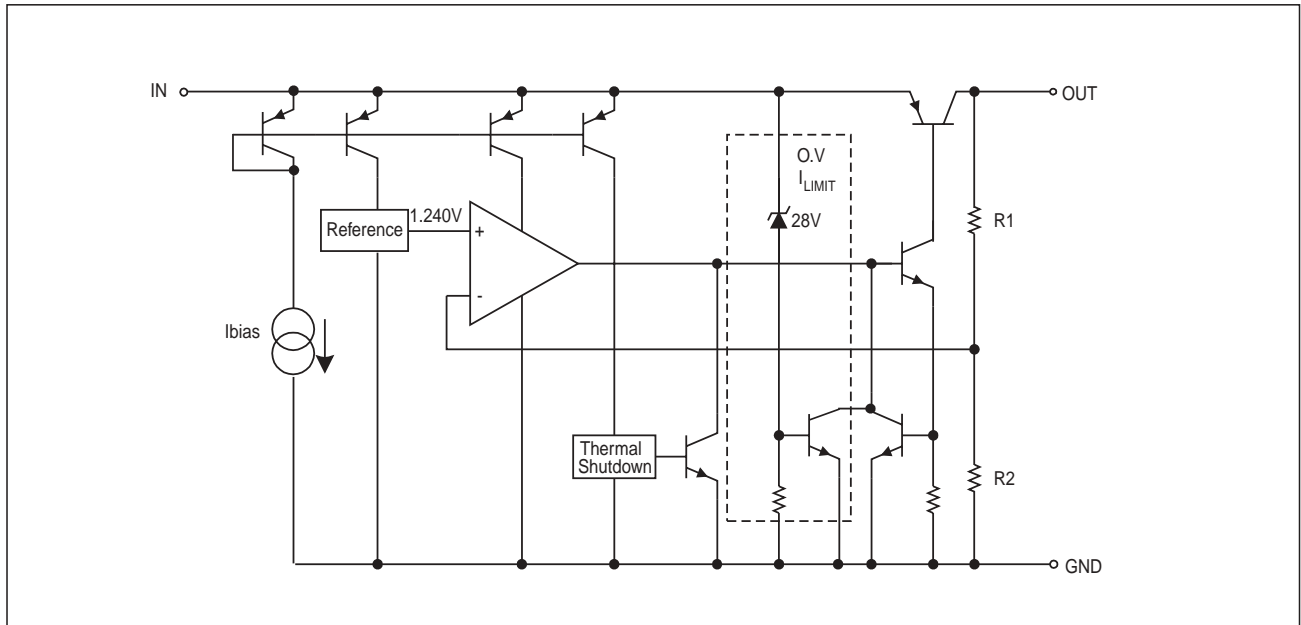 IN
OUT
O.V
ILIMIT
28V
R1
1.240V
Reference
+
-
Ibias
Thermal
Shutdown
R2
GND